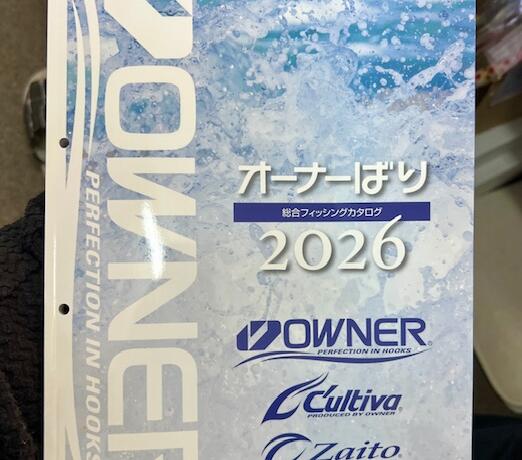 OWNER
PERFECTION IN HOOKS
オーナーばり
総合フィッシングカタログ
2026
OWNER®
PERFECTION IN HOOKS
C'ultiva®
PRODUCED BY OWNER
Zaito